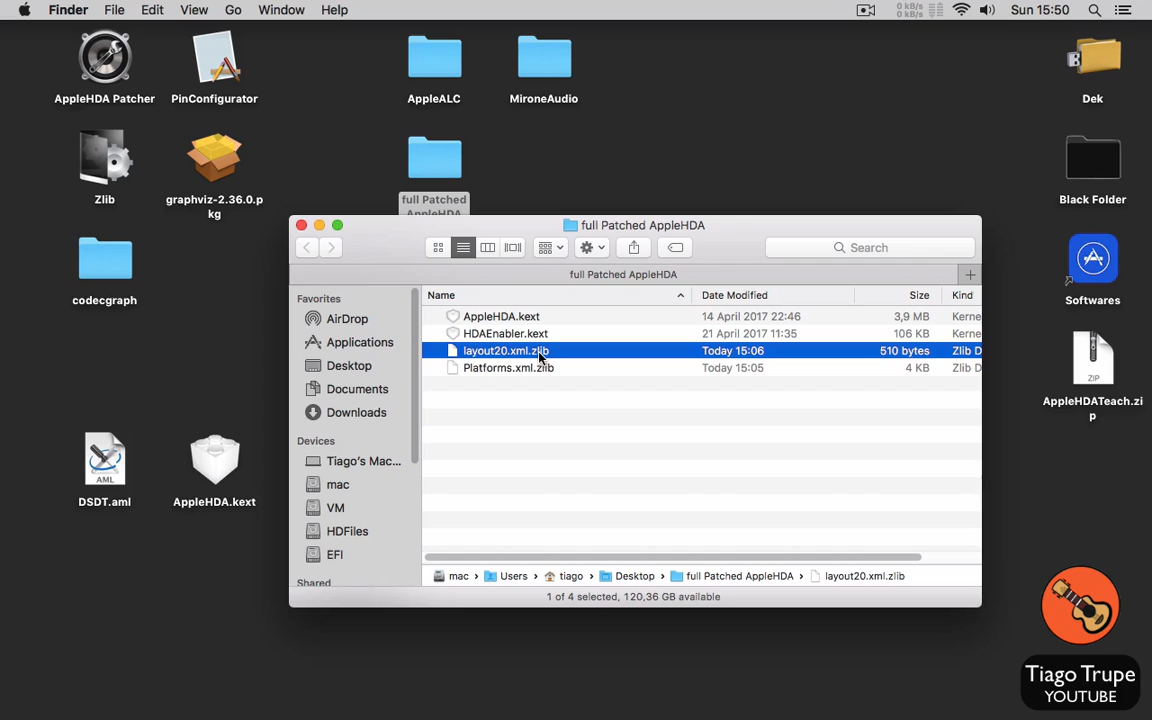 Finder File Edit View Go Window Help 0 kB/s 0 kB/s Sun 15:50
AppleHDA Patcher
PinConfigurator
AppleALC
MironeAudio
Dek
Zlib
graphviz-2.36.0.p
kg
full Patched
AppleHDA
Black Folder
codecgraph
Softwares
AppleHDATeach.zi
p
ZIP
AML
DSDT.aml
AppleHDA.kext
full Patched AppleHDA
Search
full Patched AppleHDA
Favorites
AirDrop
Applications
Desktop
Documents
Downloads
Devices
Tiago's Mac...
mac
VM
HDFiles
EFI
Shared
Name Date Modified Size Kind
AppleHDA.kext 14 April 2017 22:46 3,9 MB Kerne
HDAEnabler.kext 21 April 2017 11:35 106 KB Kerne
layout20.xml.zlib Today 15:06 510 bytes Zlib D
Platforms.xml.zlib Today 15:05 4 KB Zlib D
mac › Users › tiago › Desktop › full Patched AppleHDA › layout20.xml.zlib
1 of 4 selected, 120,36 GB available
Tiago Trupe
YOUTUBE